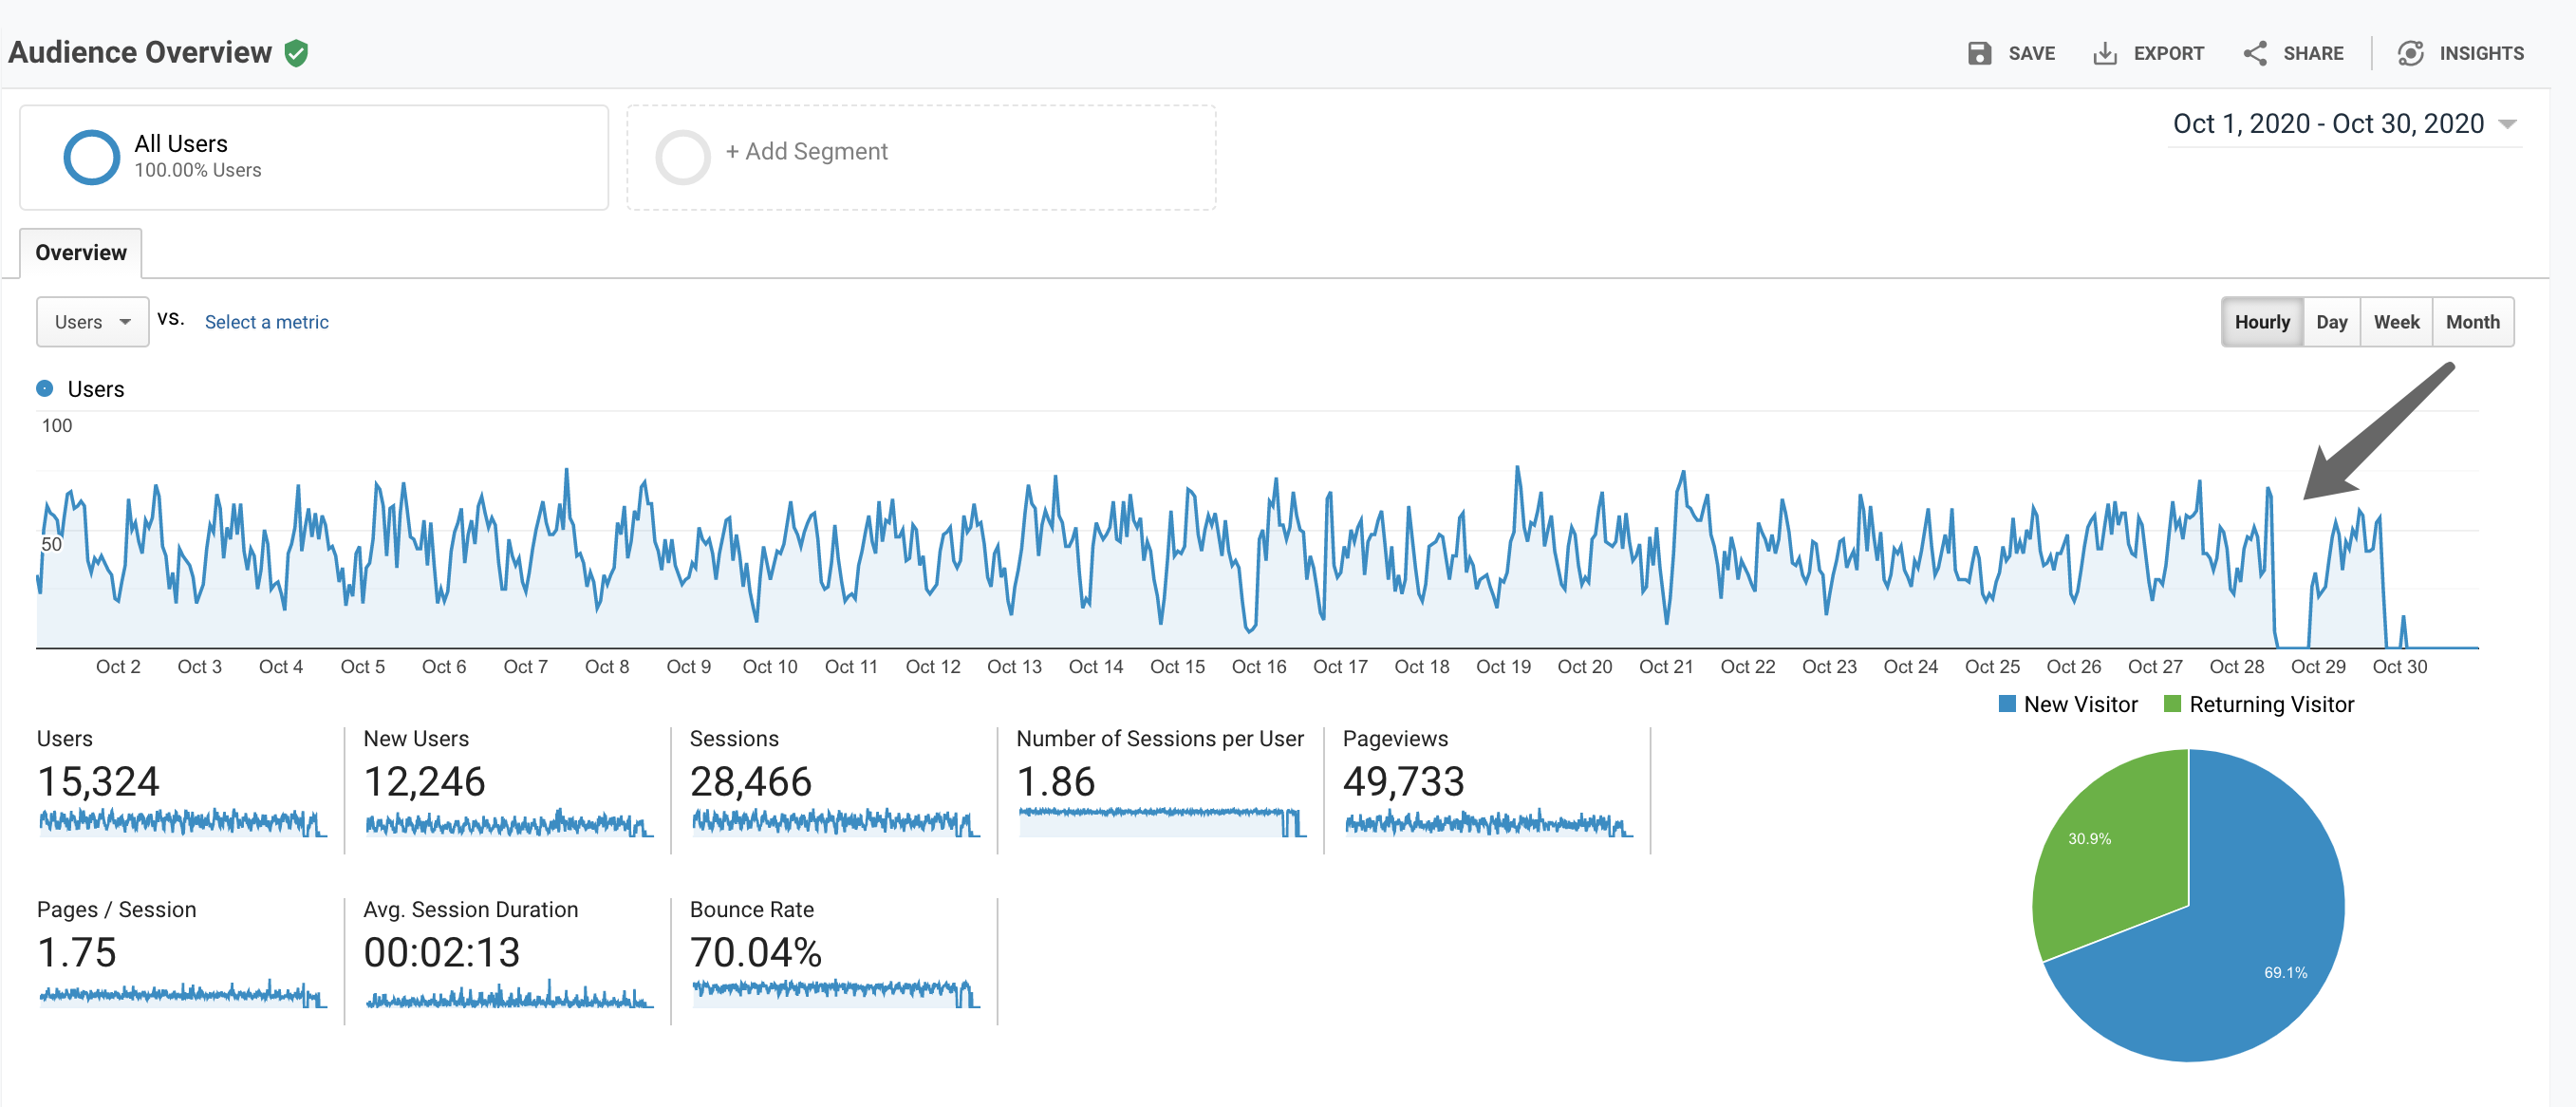 Audience Overview
SAVE EXPORT SHARE INSIGHTS
All Users
100.00% Users
+ Add Segment
Oct 1, 2020 - Oct 30, 2020
Overview
Users vs. Select a metric
Hourly Day Week Month
Users
100
50
Oct 2 Oct 3 Oct 4 Oct 5 Oct 6 Oct 7 Oct 8 Oct 9 Oct 10 Oct 11 Oct 12 Oct 13 Oct 14 Oct 15 Oct 16 Oct 17 Oct 18 Oct 19 Oct 20 Oct 21 Oct 22 Oct 23 Oct 24 Oct 25 Oct 26 Oct 27 Oct 28 Oct 29 Oct 30
New Visitor Returning Visitor
Users New Users Sessions Number of Sessions per User Pageviews
15,324 12,246 28,466 1.86 49,733
Pages / Session Avg. Session Duration Bounce Rate
1.75 00:02:13 70.04%
30.9%
69.1%